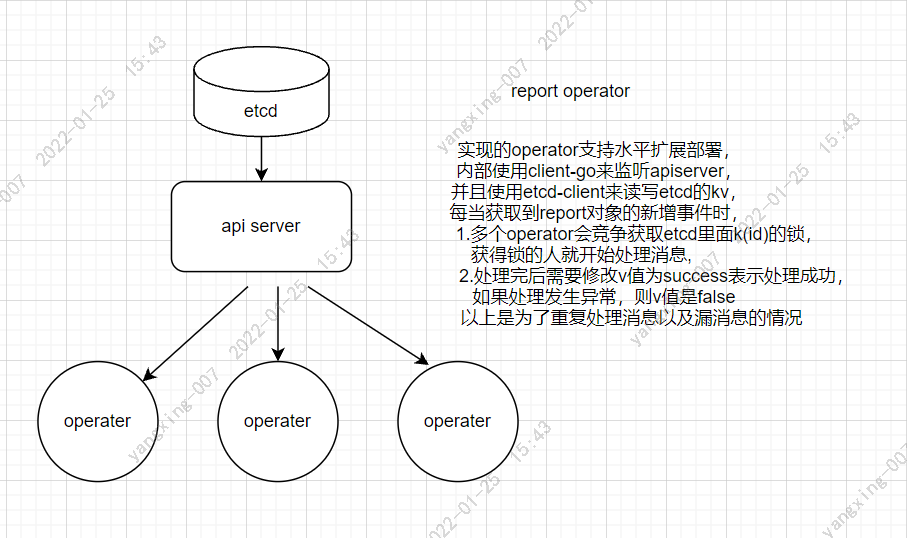 etcd
api server
operater
operater
operater
report operator
实现的operator支持水平扩展部署，
内部使用client-go来监听apiserver，
并且使用etcd-client来读写etcd的kv，
每当获取到report对象的新增事件时，
1.多个operator会竞争获取etcd里面k(id)的锁，
获得锁的人就开始处理消息，
2.处理完后需要修改v值为success表示处理成功，
如果处理发生异常，则v值是false
以上是为了重复处理消息以及漏消息的情况
007 2022-01-25 15:43
yangxing-007 2022-01-25 15:43
yangxing-007 2022-01
yangxing-007 2022-01-25 15:43
2022-01-25 15:43
yangxing-007